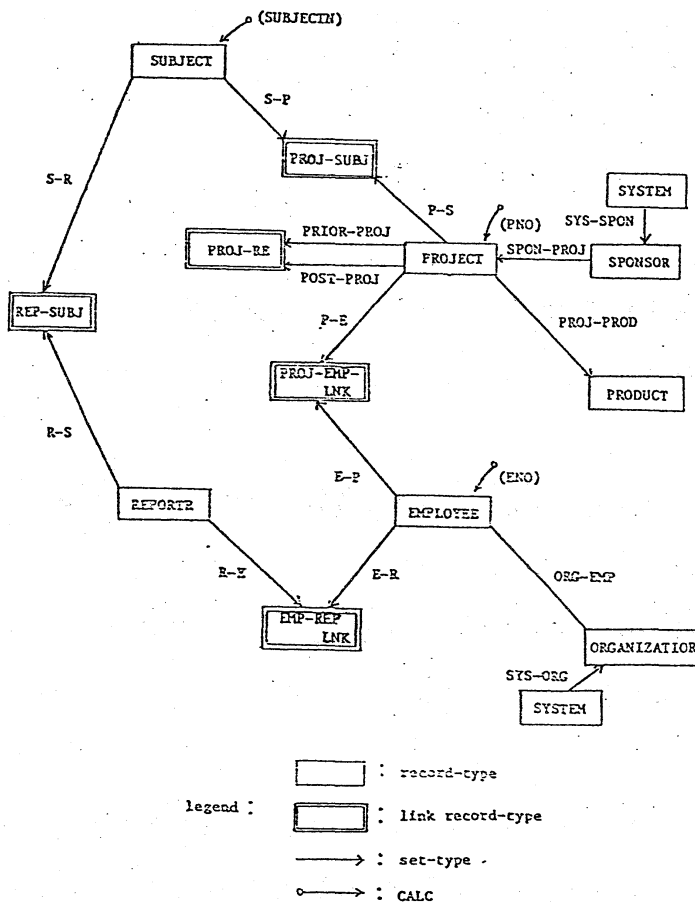 (SUBJECTN)
SUBJECT
S-P
PROJ-SUBJ
S-R
SYSTEM
P-S
SYS-SPON
(PNO)
PRIOR-PROJ
SPON-PROJ
PROJ-RE
PROJECT
SPONSOR
POST-PROJ
REP-SUBJ
P-E
PROJ-PROD
PROJ-EMP-
LNK
PRODUCT
R-S
E-P
(ENO)
REPORTR
EMPLOYEE
R-E
E-R
ORG-EMP
EMP-REP
LNK
ORGANIZATION
SYS-ORG
SYSTEM
: record-type
legend :
: link record-type
: set-type
: CALC